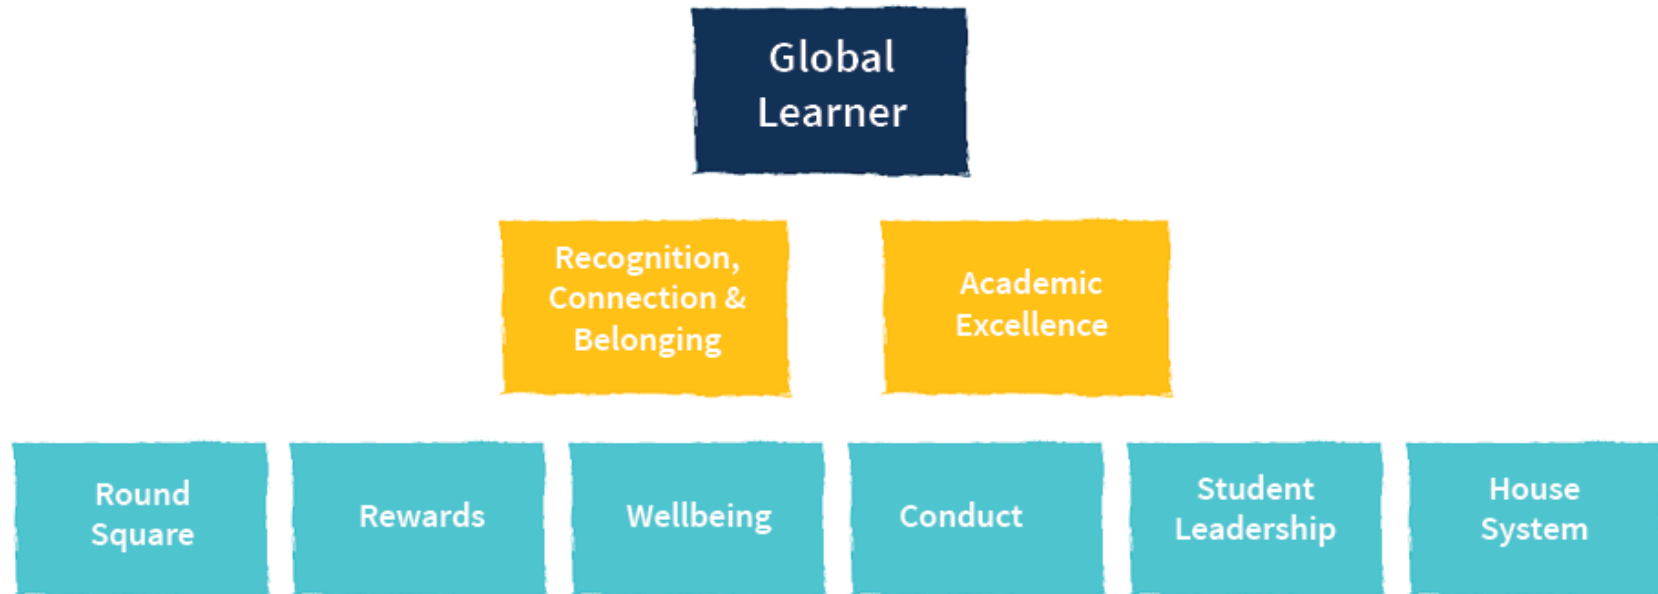 Global
Learner
Recognition,
Connection &
Belonging
Academic
Excellence
Round
Square
Rewards
Wellbeing
Conduct
Student
Leadership
House
System